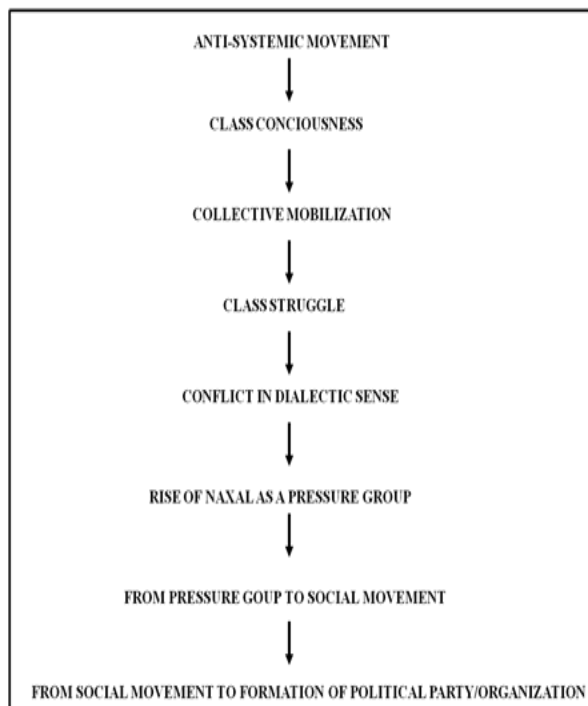 ANTI-SYSTEMIC MOVEMENT
CLASS CONCIOUSNESS
COLLECTIVE MOBILIZATION
CLASS STRUGGLE
CONFLICT IN DIALECTIC SENSE
RISE OF NAXAL AS A PRESSURE GROUP
FROM PRESSURE GOUP TO SOCIAL MOVEMENT
FROM SOCIAL MOVEMENT TO FORMATION OF POLITICAL PARTY/ORGANIZATION